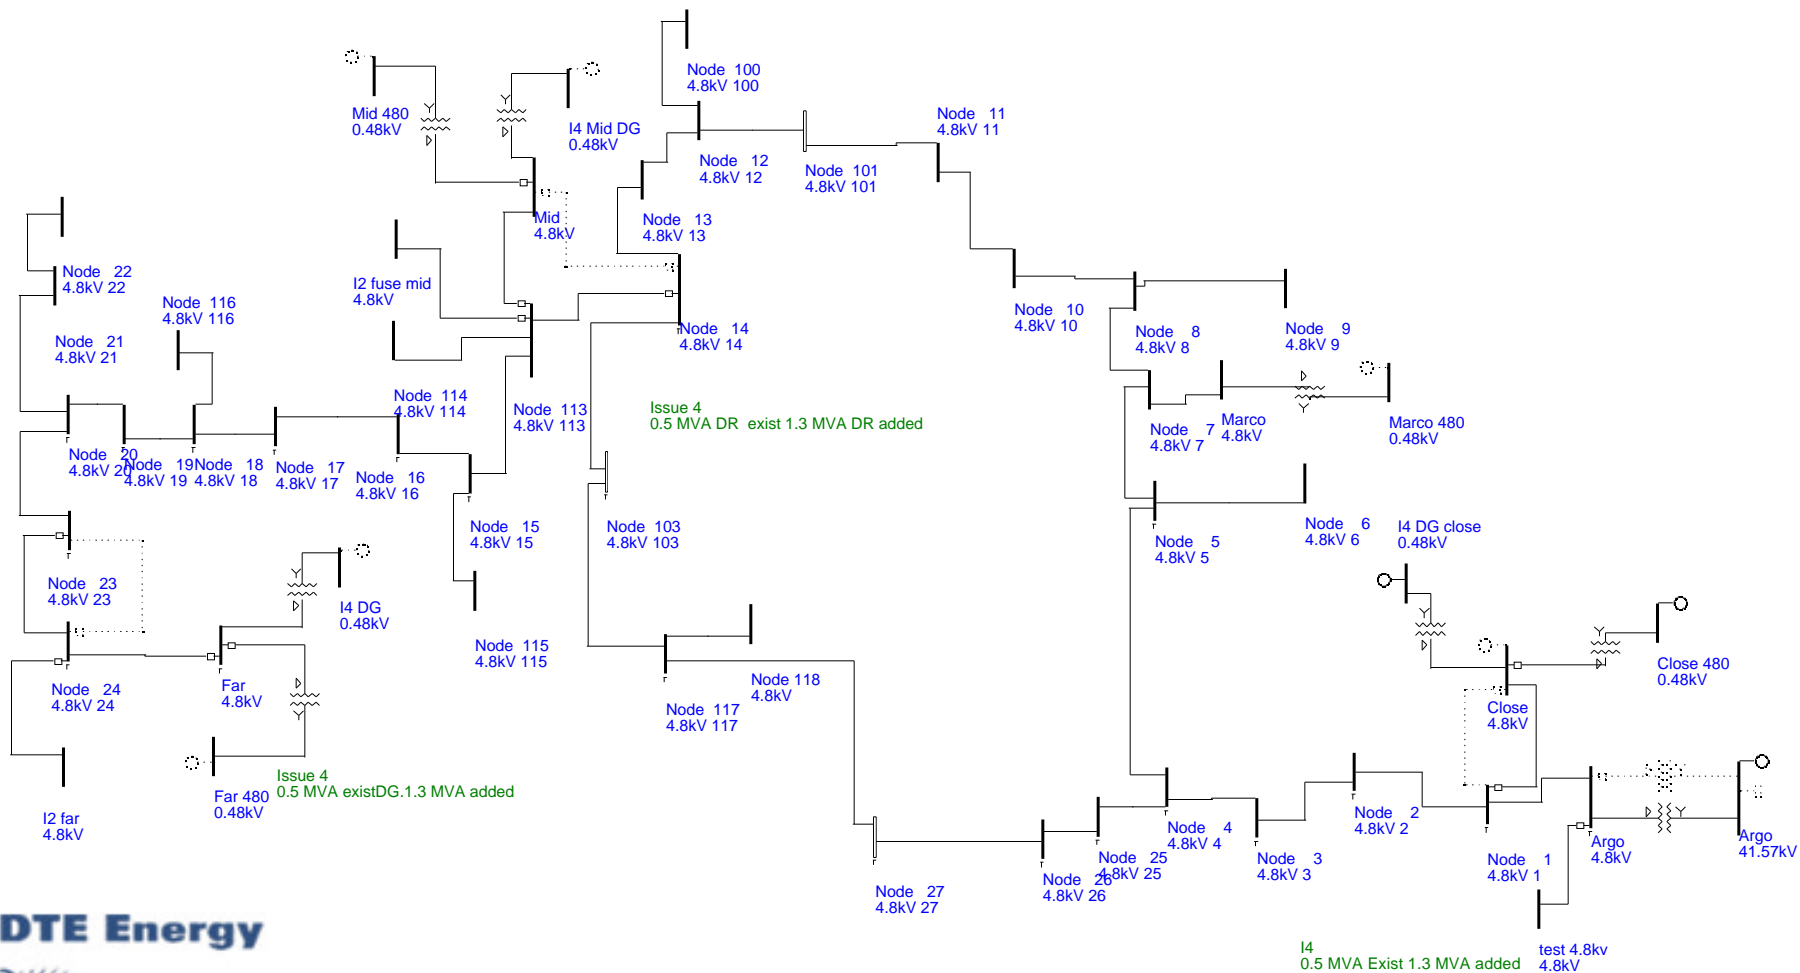 Node 100
4.8kV 100
Mid 480
0.48kV
I4 Mid DG
0.48kV
Node 11
4.8kV 11
Node 12
4.8kV 12
Node 101
4.8kV 101
Mid
4.8kV
Node 13
4.8kV 13
Node 22
4.8kV 22
I2 fuse mid
4.8kV
Node 116
4.8kV 116
Node 10
4.8kV 10
Node 14
4.8kV 14
Node 8
4.8kV 8
Node 9
4.8kV 9
Node 21
4.8kV 21
Node 114
4.8kV 114
Node 113
4.8kV 113
Issue 4
0.5 MVA DR exist 1.3 MVA DR added
Node 7
4.8kV 7
Marco
4.8kV
Marco 480
0.48kV
Node 20
4.8kV 20
Node 19
4.8kV 19
Node 18
4.8kV 18
Node 17
4.8kV 17
Node 16
4.8kV 16
Node 15
4.8kV 15
Node 103
4.8kV 103
Node 5
4.8kV 5
Node 6
4.8kV 6
I4 DG close
0.48kV
Node 23
4.8kV 23
I4 DG
0.48kV
Node 115
4.8kV 115
Node 24
4.8kV 24
Far
4.8kV
Node 118
4.8kV
Node 117
4.8kV 117
Close 480
0.48kV
Close
4.8kV
Issue 4
0.5 MVA existDG.1.3 MVA added
Far 480
0.48kV
I2 far
4.8kV
Node 2
4.8kV 2
Node 4
4.8kV 4
Node 3
4.8kV 3
Node 25
4.8kV 25
Node 26
4.8kV 26
Node 27
4.8kV 27
Node 1
4.8kV 1
Argo
4.8kV
Argo
41.57kV
DTE Energy
I4
0.5 MVA Exist 1.3 MVA added
test 4.8kv
4.8kV